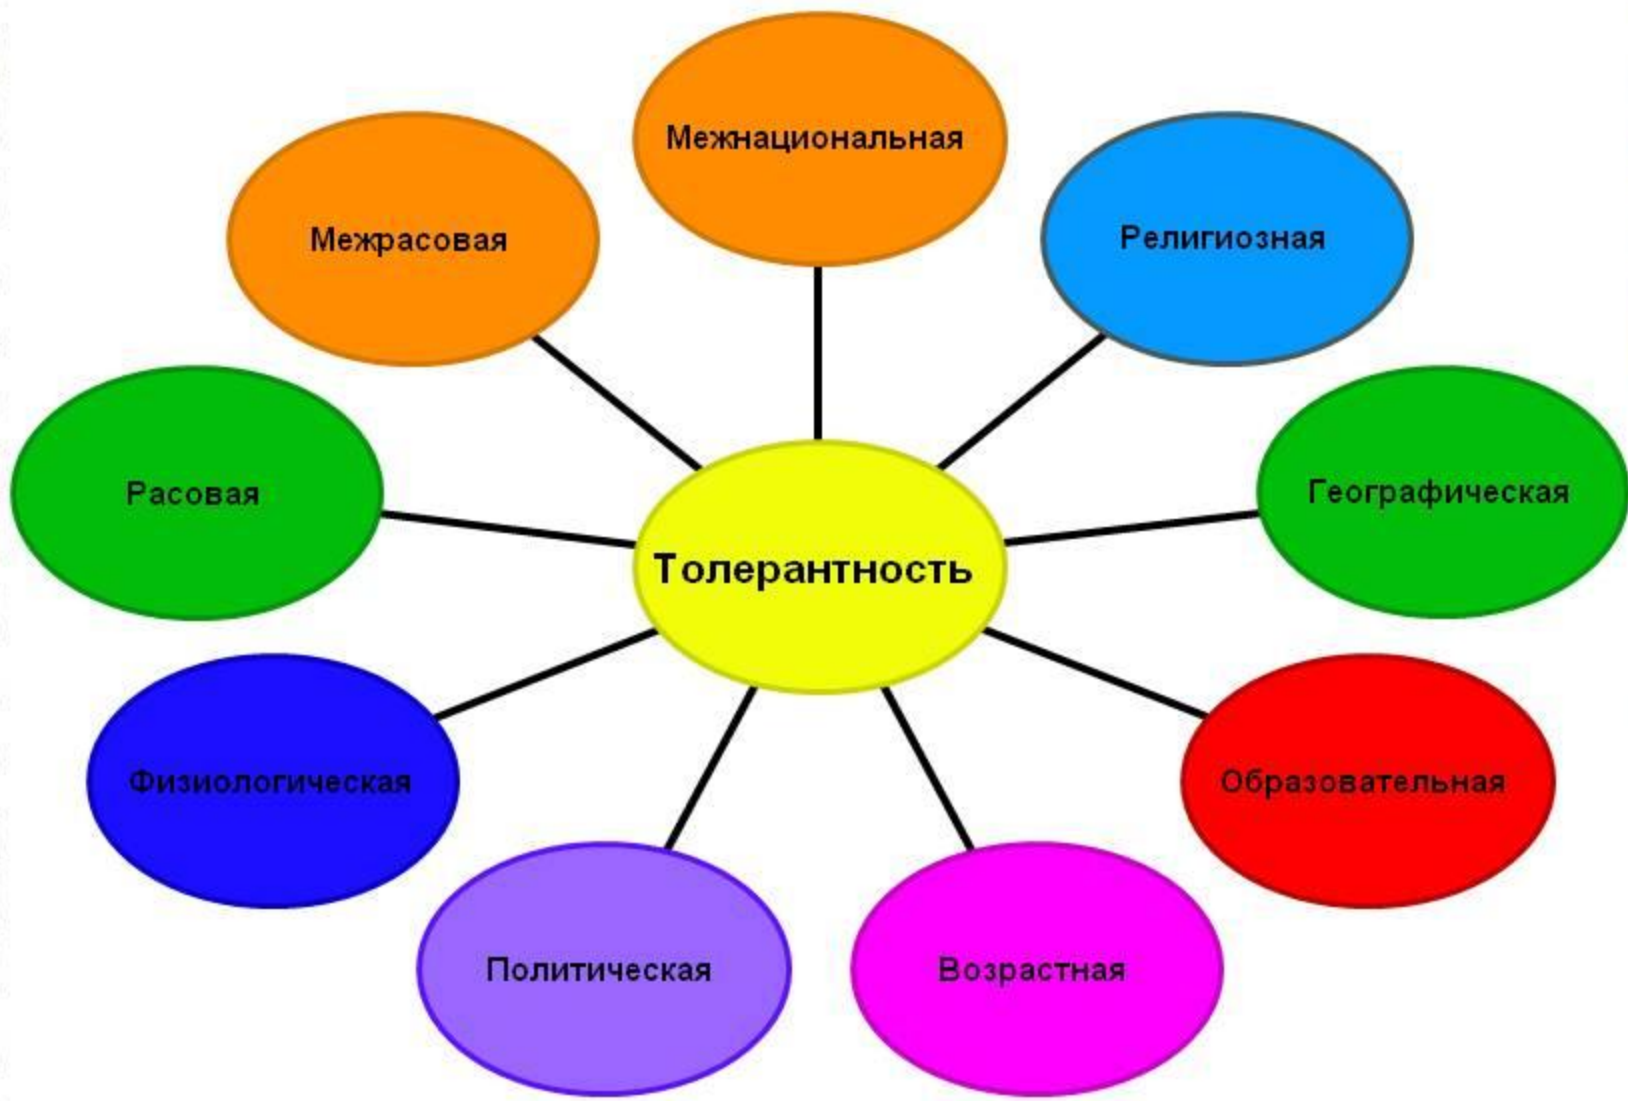 Межнациональная
Межрасовая
Религиозная
Расовая
Географическая
Толерантность
Физиологическая
Образовательная
Политическая
Возрастная